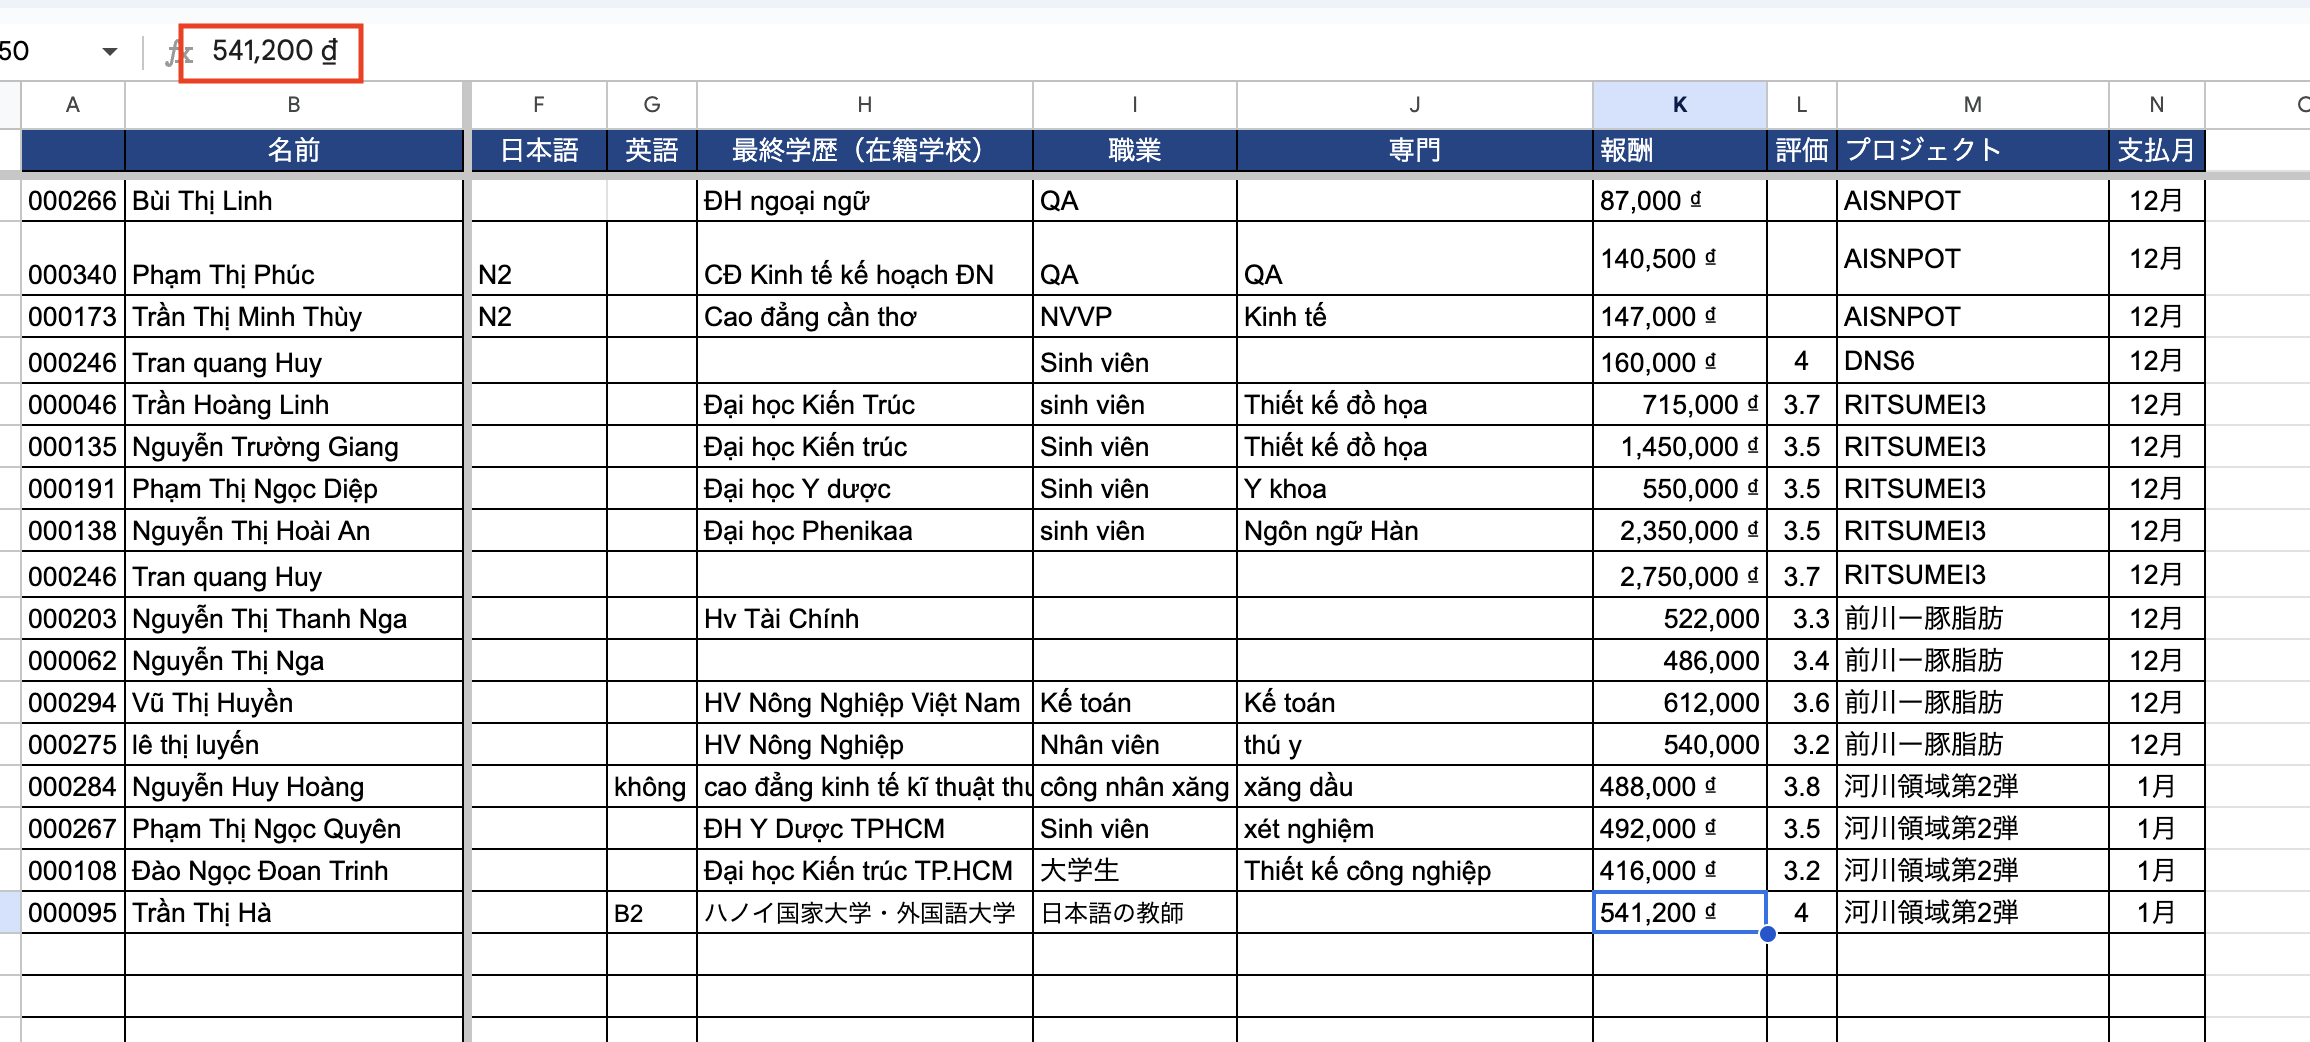 50 fx 541,200 ₫
A B F G H I J K L M N
名前 日本語 英語 最終学歴（在籍学校） 職業 専門 報酬 評価 プロジェクト 支払月
000266 Bùi Thị Linh ĐH ngoại ngữ QA 87,000 ₫ AISNPOT 12月
000340 Phạm Thị Phúc N2 CĐ Kinh tế kế hoạch ĐN QA QA 140,500 ₫ AISNPOT 12月
000173 Trần Thị Minh Thùy N2 Cao đẳng cần thơ NVVP Kinh tế 147,000 ₫ AISNPOT 12月
000246 Tran quang Huy Sinh viên 160,000 ₫ 4 DNS6 12月
000046 Trần Hoàng Linh Đại học Kiến Trúc sinh viên Thiết kế đồ họa 715,000 ₫ 3.7 RITSUMEI3 12月
000135 Nguyễn Trường Giang Đại học Kiến trúc Sinh viên Thiết kế đồ họa 1,450,000 ₫ 3.5 RITSUMEI3 12月
000191 Phạm Thị Ngọc Diệp Đại học Y dược Sinh viên Y khoa 550,000 ₫ 3.5 RITSUMEI3 12月
000138 Nguyễn Thị Hoài An Đại học Phenikaa sinh viên Ngôn ngữ Hàn 2,350,000 ₫ 3.5 RITSUMEI3 12月
000246 Tran quang Huy 2,750,000 ₫ 3.7 RITSUMEI3 12月
000203 Nguyễn Thị Thanh Nga Hv Tài Chính 522,000 3.3 前川ー豚脂肪 12月
000062 Nguyễn Thị Nga 486,000 3.4 前川ー豚脂肪 12月
000294 Vũ Thị Huyền HV Nông Nghiệp Việt Nam Kế toán Kế toán 612,000 3.6 前川ー豚脂肪 12月
000275 lê thị luyến HV Nông Nghiệp Nhân viên thú y 540,000 3.2 前川ー豚脂肪 12月
000284 Nguyễn Huy Hoàng không cao đẳng kinh tế kĩ thuật thư công nhân xăng xăng dầu 488,000 ₫ 3.8 河川領域第2弾 1月
000267 Phạm Thị Ngọc Quyên ĐH Y Dược TPHCM Sinh viên xét nghiệm 492,000 ₫ 3.5 河川領域第2弾 1月
000108 Đào Ngọc Đoan Trinh Đại học Kiến trúc TP.HCM 大学生 Thiết kế công nghiệp 416,000 ₫ 3.2 河川領域第2弾 1月
000095 Trần Thị Hà B2 ハノイ国家大学・外国語大学 日本語の教師 541,200 ₫ 4 河川領域第2弾 1月